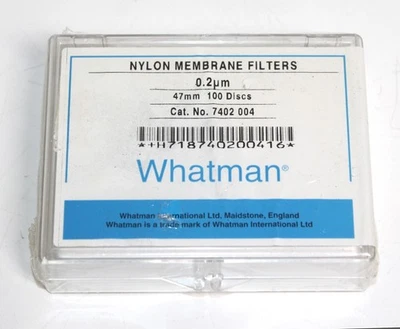 NYLON MEMBRANE FILTERS
0.2µm
47mm 100 Discs
Cat. No. 7402 004
*+H718740200416*
Whatman®
Whatman International Ltd, Maidstone, England
Whatman is a trade mark of Whatman International Ltd